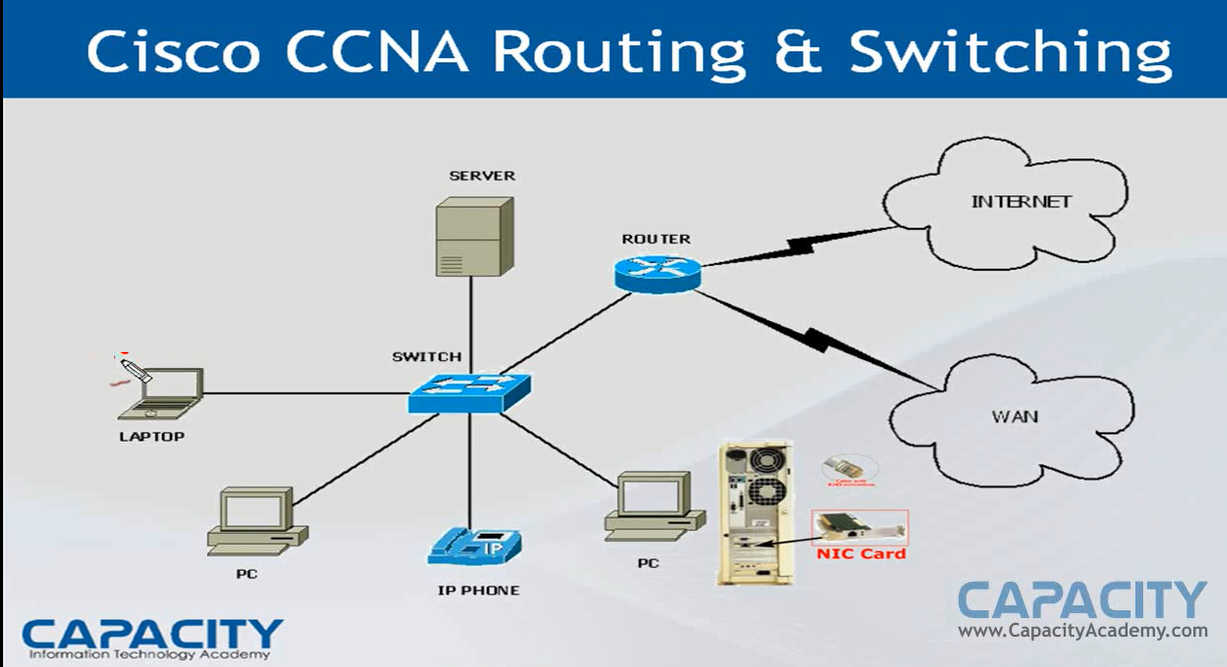 Cisco CCNA Routing & Switching
SERVER
INTERNET
ROUTER
SWITCH
LAPTOP
WAN
PC
IP
IP PHONE
PC
NIC Card
CAPACITY
Information Technology Academy
CAPACITY
www.CapacityAcademy.com